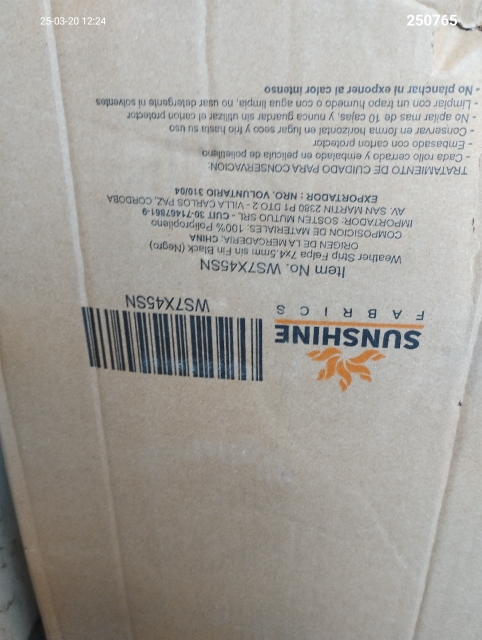 25-03-20 12:24
250765
SUNSHINE
FABRICS
WS7X45SN
Item No. WS7X45SN
Weather Strip Felpa 7x4.5mm sin Fin Black (Negro)
ORIGEN DE LA MERCADERIA: CHINA
COMPOSICION DE MATERIALES: 100% Polipropileno
IMPORTADOR: SOSTEN MUTUO SRL - CUIT 30-71467861-9
AV. SAN MARTIN 2380 P1 DTO 2 - VILLA CARLOS PAZ, CORDOBA
EXPORTADOR : NRO. VOLUNTARIO 310/04
TRATAMIENTO DE CUIDADO PARA CONSERVACION:
- Cada rollo cerrado y embalado en pelicula de polietileno
- Embasado con carton protector
- Conservar en forma horizontal en lugar seco y frio hasta su uso
- No apilar mas de 10 cajas, y nunca guardar sin utilizar el carton protector
- Limpiar con un trapo humedo o con agua limpia, no usar detergente ni solventes
- No planchar ni exponer al calor intenso